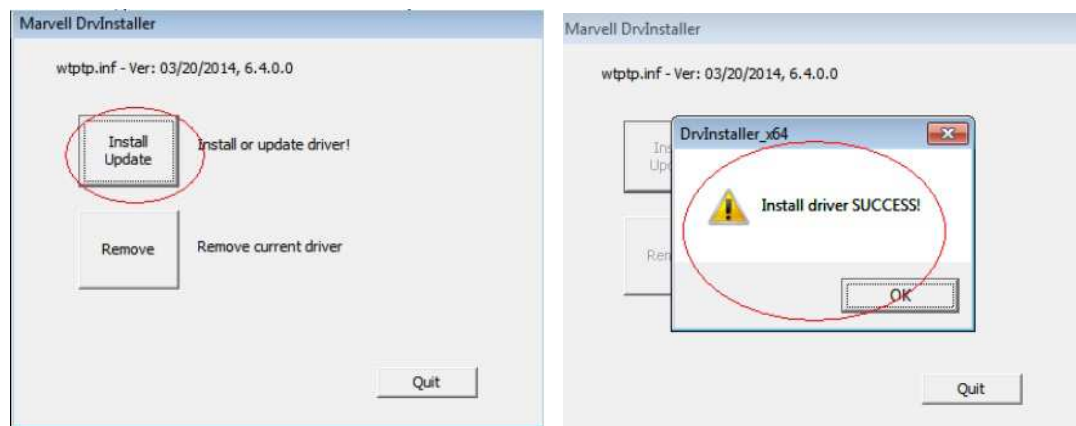 Marvell DrvInstaller
wtptp.inf - Ver: 03/20/2014, 6.4.0.0
Install
Update
Install or update driver!
Remove
Remove current driver
Quit
Marvell DrvInstaller
wtptp.inf - Ver: 03/20/2014, 6.4.0.0
DrvInstaller_x64
Install driver SUCCESS!
OK
Quit